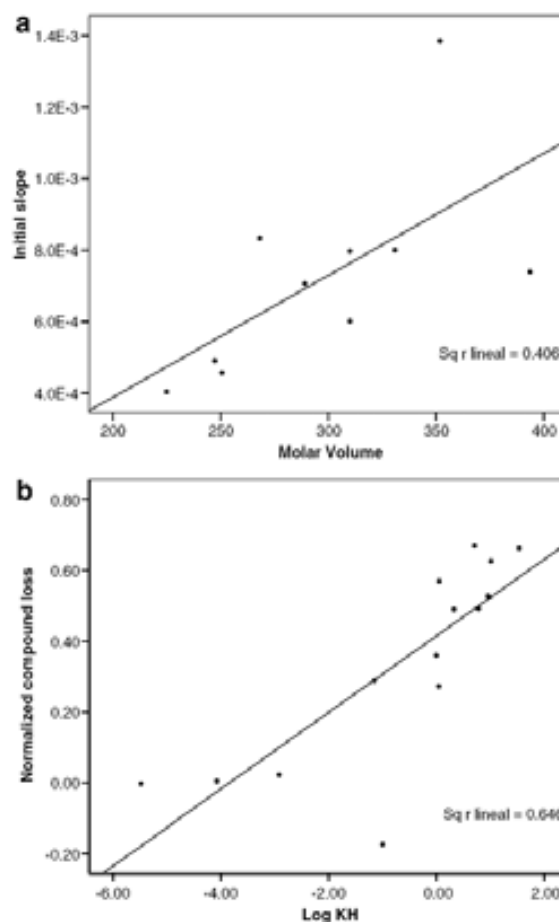 a
1.4E-3
1.2E-3
1.0E-3
8.0E-4
6.0E-4
4.0E-4
Initial slope
Sq r lineal = 0.406
200 250 300 350 400
Molar Volume
b
0.80
0.60
0.40
0.20
0.00
-0.20
Normalized compound loss
Sq r lineal = 0.646
-6.00 -4.00 -2.00 0.00 2.00
Log KH